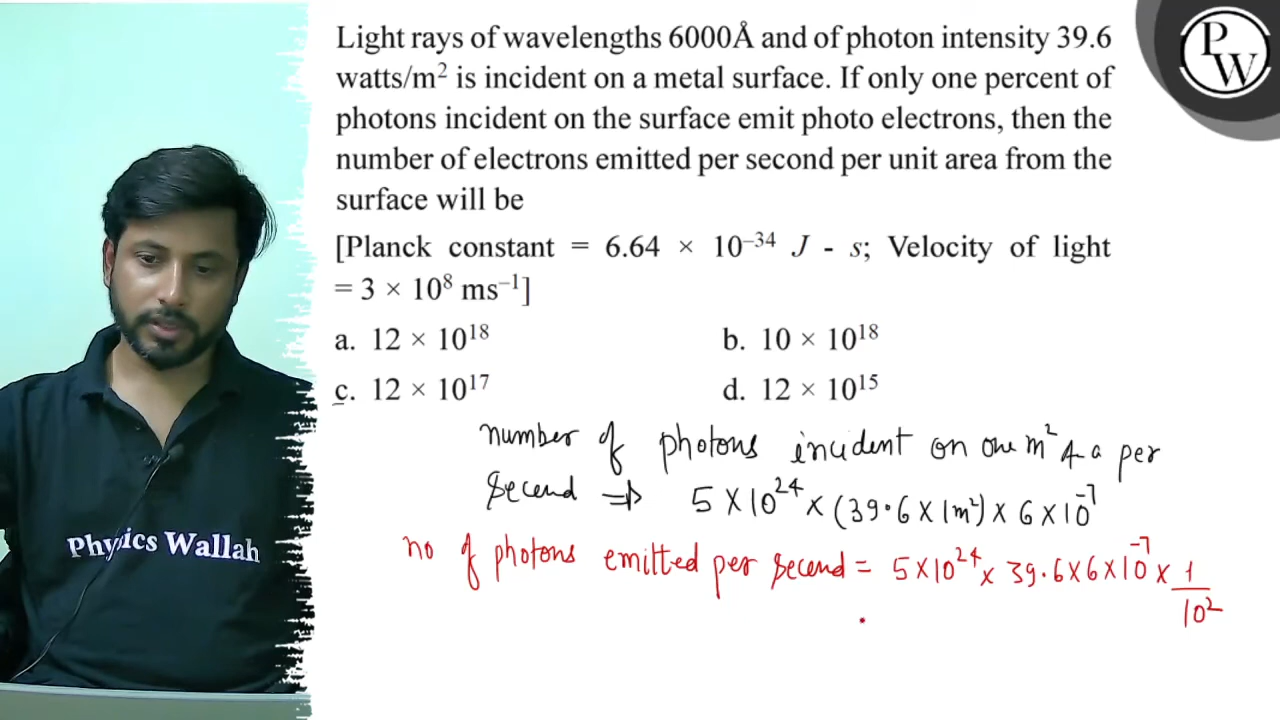 P
W
Light rays of wavelengths 6000Å and of photon intensity 39.6
watts/m² is incident on a metal surface. If only one percent of
photons incident on the surface emit photo electrons, then the
number of electrons emitted per second per unit area from the
surface will be
[Planck constant = 6.64 × 10⁻³⁴ J - s; Velocity of light
= 3 × 10⁸ ms⁻¹]
a. 12 × 10¹⁸ b. 10 × 10¹⁸
c. 12 × 10¹⁷ d. 12 × 10¹⁵
number of photons incident on one m² per
second ⇒ 5 × 10²⁴ × (39.6 × 1m²) × 6 × 10⁻⁷
no of photons emitted per second = 5 × 10²⁴ × 39.6 × 6 × 10⁻⁷ × 1/10²
Physics Wallah